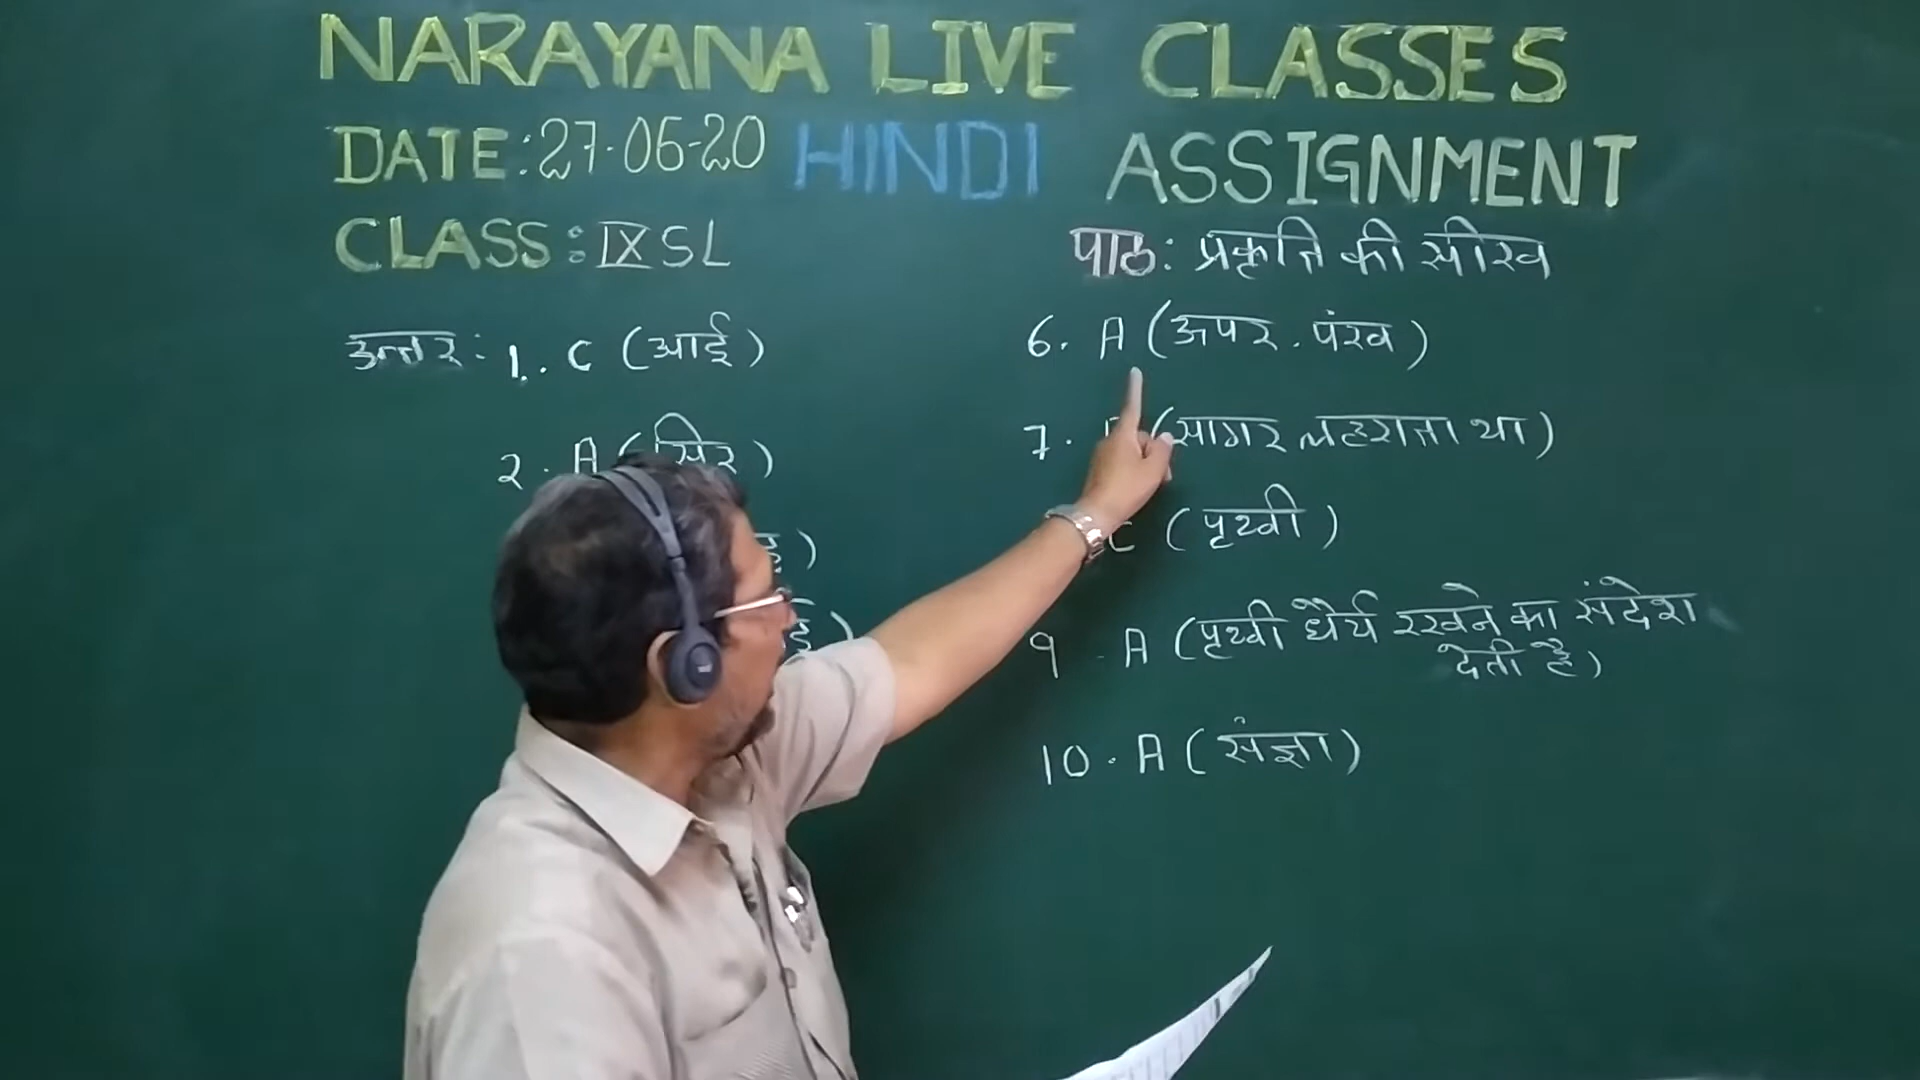 NARAYANA LIVE CLASSES
DATE:27-06-20 HINDI ASSIGNMENT
CLASS: IX SL
पाठ: प्रकृति की सीख
उत्तर: 1. C (आई)
2. A (सिर)
6. A (ऊपर. पंख)
7. (सागर लहराता था)
C (पृथ्वी)
9. A (पृथ्वी धैर्य रखने का संदेश
देती है)
10. A (संज्ञा)